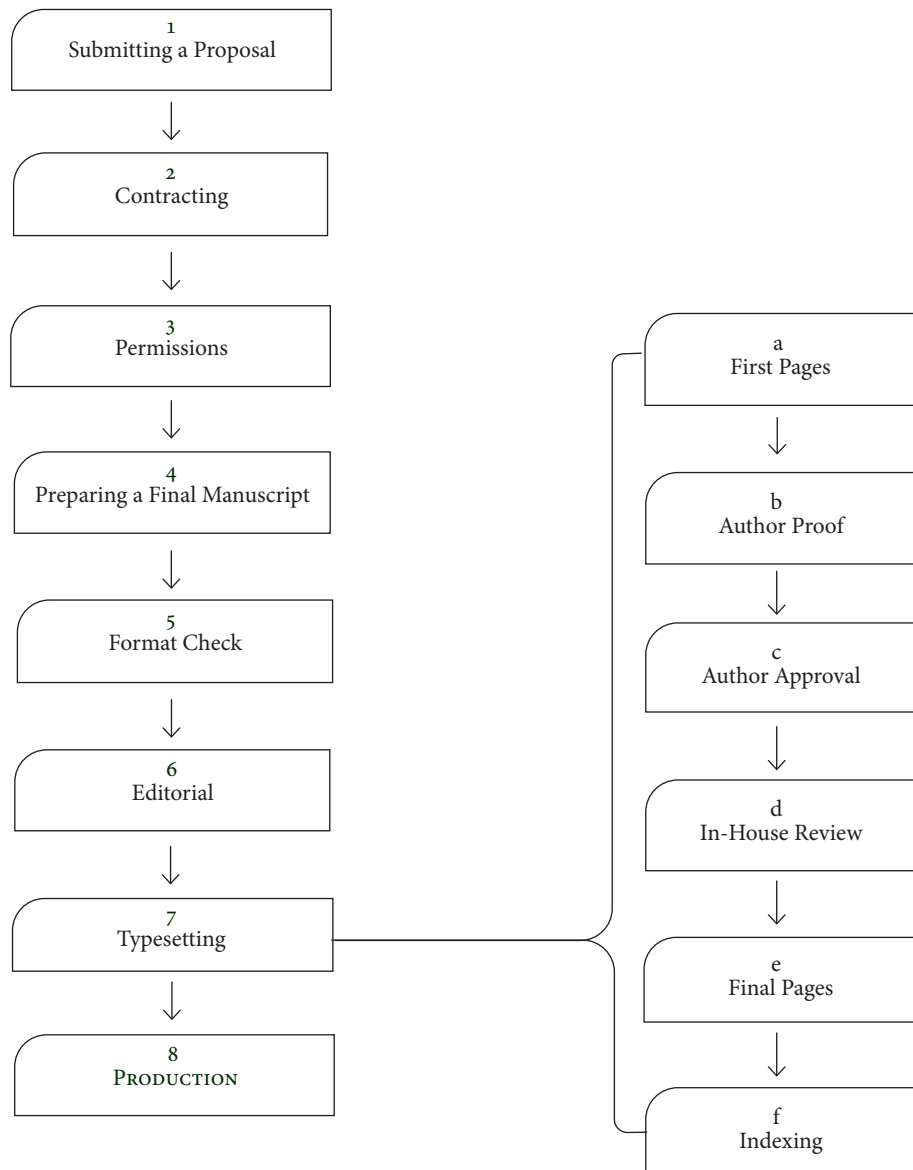 1
Submitting a Proposal
2
Contracting
3
Permissions
4
Preparing a Final Manuscript
5
Format Check
6
Editorial
7
Typesetting
8
Production
a
First Pages
b
Author Proof
c
Author Approval
d
In-House Review
e
Final Pages
f
Indexing